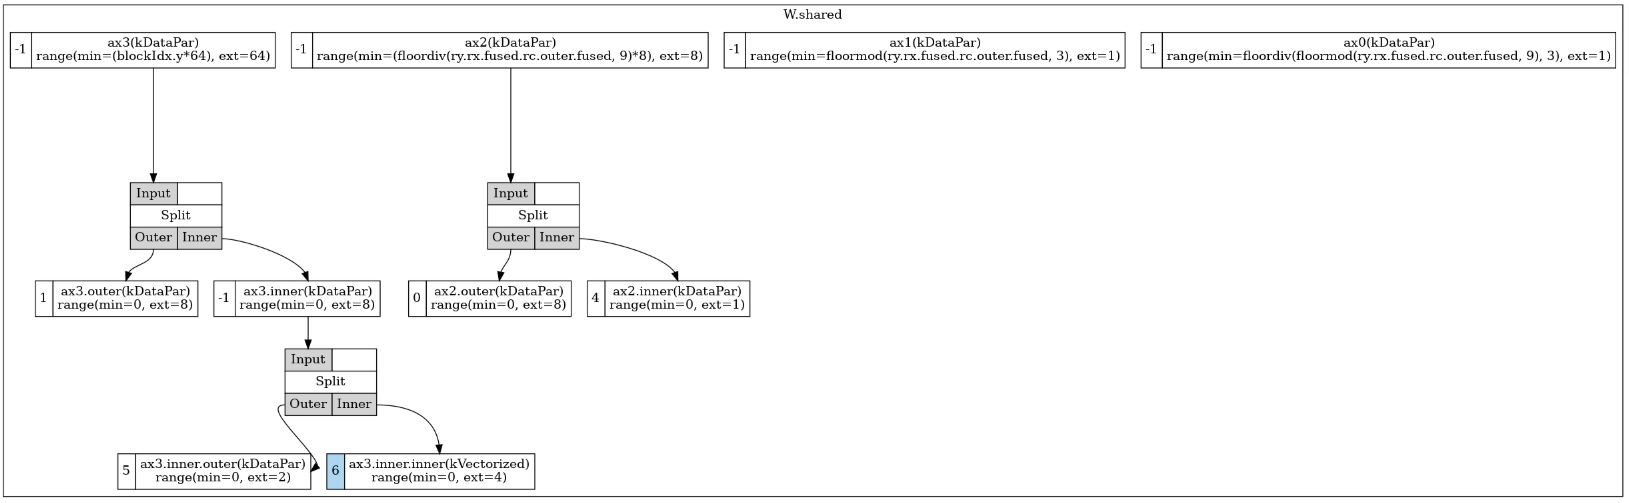 W.shared
-1 ax3(kDataPar)
range(min=(blockIdx.y*64), ext=64)
-1 ax2(kDataPar)
range(min=(floordiv(ry.rx.fused.rc.outer.fused, 9)*8), ext=8)
-1 ax1(kDataPar)
range(min=floormod(ry.rx.fused.rc.outer.fused, 3), ext=1)
-1 ax0(kDataPar)
range(min=floordiv(floormod(ry.rx.fused.rc.outer.fused, 9), 3), ext=1)
Input
Split
Outer Inner
Input
Split
Outer Inner
1 ax3.outer(kDataPar)
range(min=0, ext=8)
-1 ax3.inner(kDataPar)
range(min=0, ext=8)
0 ax2.outer(kDataPar)
range(min=0, ext=8)
4 ax2.inner(kDataPar)
range(min=0, ext=1)
Input
Split
Outer Inner
5 ax3.inner.outer(kDataPar)
range(min=0, ext=2)
6 ax3.inner.inner(kVectorized)
range(min=0, ext=4)